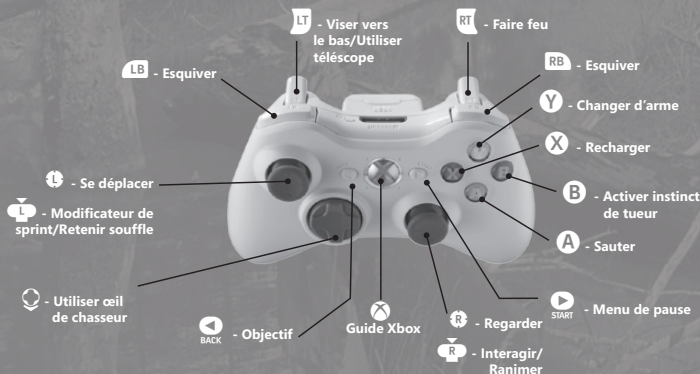 LT - Viser vers
le bas/Utiliser
téléscope
RT - Faire feu
LB - Esquiver
RB - Esquiver
Y - Changer d'arme
X - Recharger
B - Activer instinct
de tueur
A - Sauter
L - Se déplacer
L - Modificateur de
sprint/Retenir souffle
- Utiliser œil
de chasseur
BACK - Objectif
Guide Xbox
R - Regarder
R - Interagir/
Ranimer
START - Menu de pause